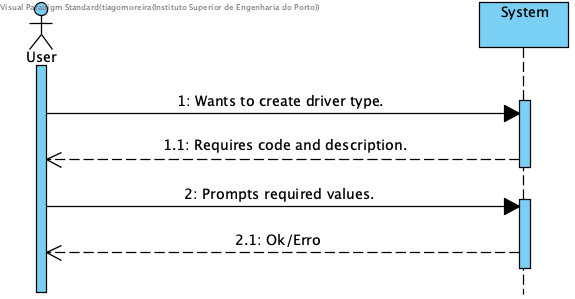 Visual Paradigm Standard(tiagomoreira(Instituto Superior de Engenharia do Porto))
System
User
1: Wants to create driver type.
1.1: Requires code and description.
2: Prompts required values.
2.1: Ok/Erro